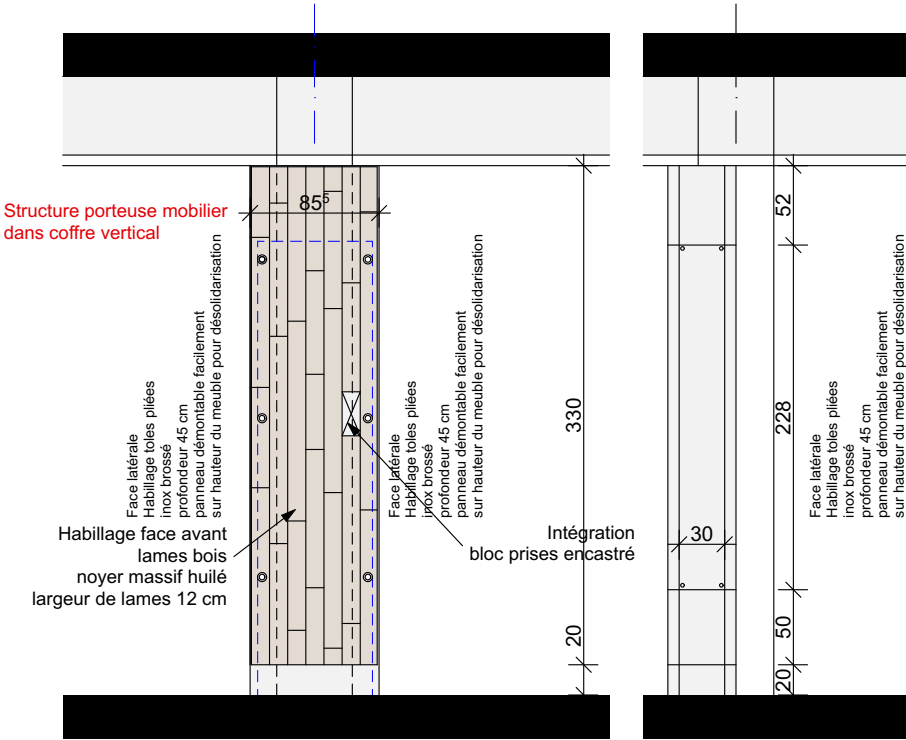 Structure porteuse mobilier
dans coffre vertical
85⁵
Face latérale
Habillage toles pliées
inox brossé
profondeur 45 cm
panneau démontable facilement
sur hauteur du meuble pour désolidarisation
Habillage face avant
lames bois
noyer massif huilé
largeur de lames 12 cm
Face latérale
Habillage toles pliées
inox brossé
profondeur 45 cm
panneau démontable facilement
sur hauteur du meuble pour désolidarisation
Intégration
bloc prises encastré
330
20
30
52
228
50
20
Face latérale
Habillage toles pliées
inox brossé
profondeur 45 cm
panneau démontable facilement
sur hauteur du meuble pour désolidarisation